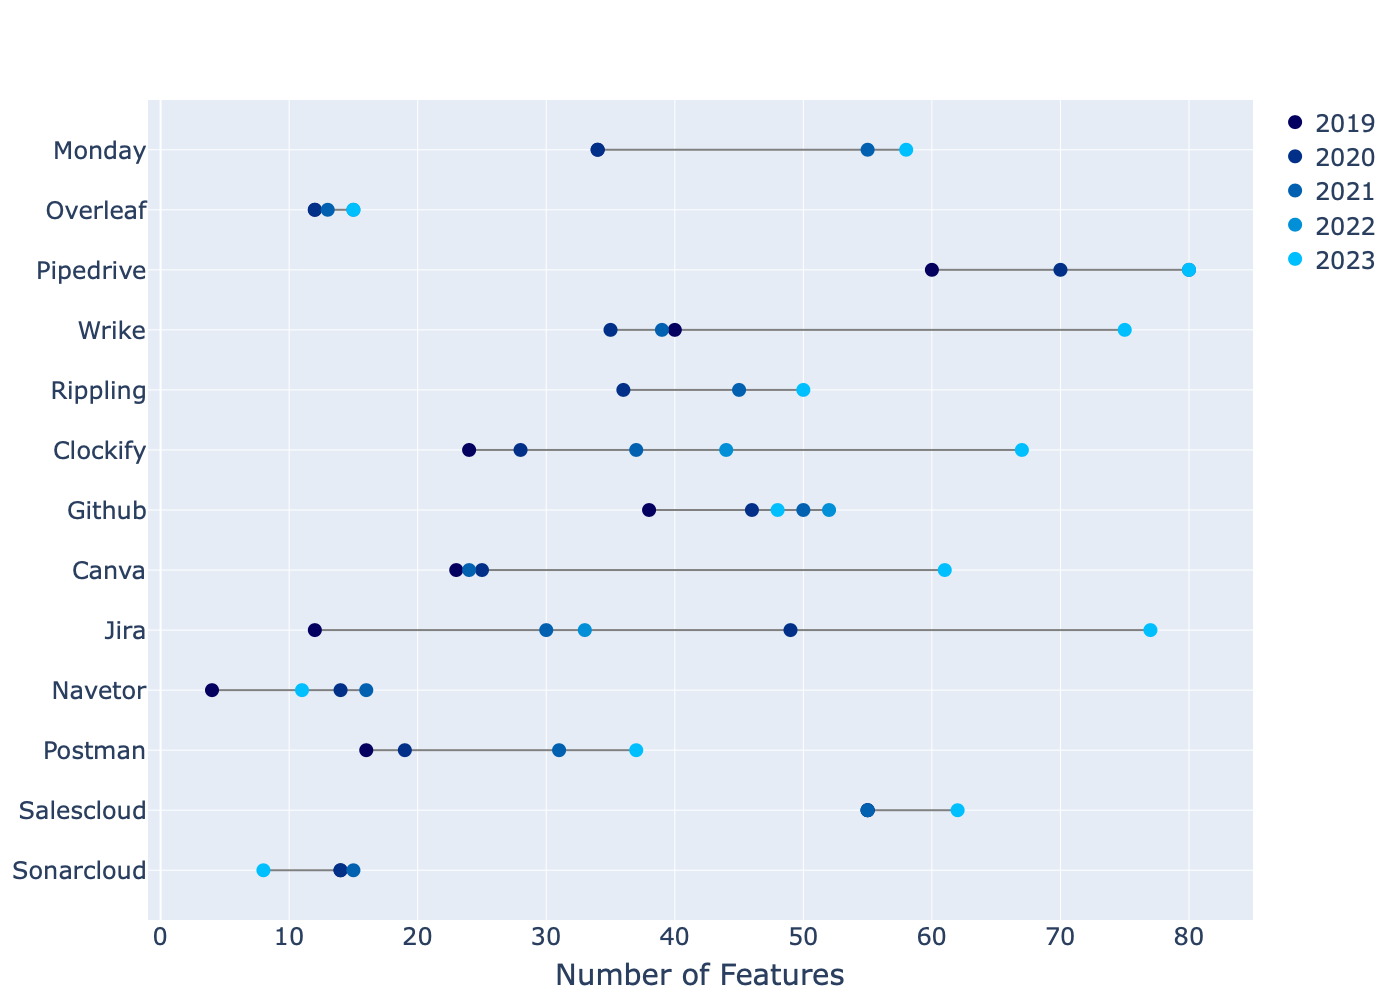 2019
2020
2021
2022
2023
Monday
Overleaf
Pipedrive
Wrike
Rippling
Clockify
Github
Canva
Jira
Navetor
Postman
Salescloud
Sonarcloud
0 10 20 30 40 50 60 70 80
Number of Features